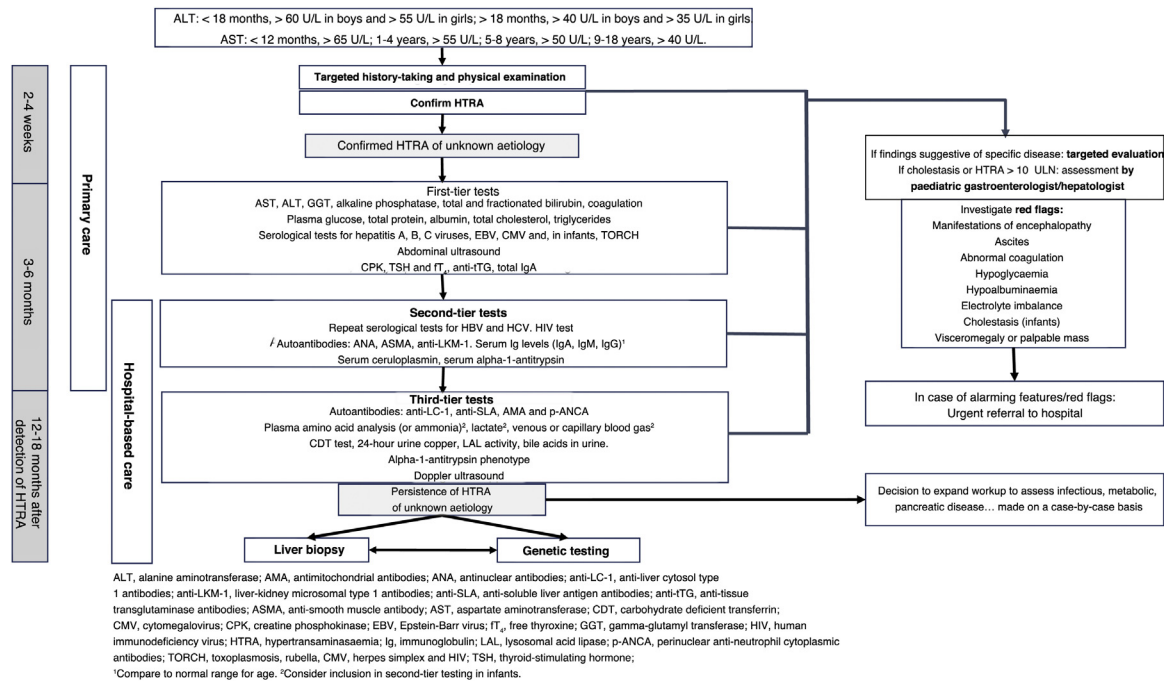 ALT: < 18 months, > 60 U/L in boys and > 55 U/L in girls; > 18 months, > 40 U/L in boys and > 35 U/L in girls.
AST: < 12 months, > 65 U/L; 1-4 years, > 55 U/L; 5-8 years, > 50 U/L; 9-18 years, > 40 U/L.
Targeted history-taking and physical examination
Confirm HTRA
Confirmed HTRA of unknown aetiology
2-4 weeks
3-6 months
12-18 months after
detection of HTRA
Primary care
Hospital-based care
First-tier tests
AST, ALT, GGT, alkaline phosphatase, total and fractionated bilirubin, coagulation
Plasma glucose, total protein, albumin, total cholesterol, triglycerides
Serological tests for hepatitis A, B, C viruses, EBV, CMV and, in infants, TORCH
Abdominal ultrasound
CPK, TSH and fT₄, anti-tTG, total IgA
Second-tier tests
Repeat serological tests for HBV and HCV. HIV test
Autoantibodies: ANA, ASMA, anti-LKM-1. Serum Ig levels (IgA, IgM, IgG)¹
Serum ceruloplasmin, serum alpha-1-antitrypsin
Third-tier tests
Autoantibodies: anti-LC-1, anti-SLA, AMA and p-ANCA
Plasma amino acid analysis (or ammonia)², lactate², venous or capillary blood gas²
CDT test, 24-hour urine copper, LAL activity, bile acids in urine.
Alpha-1-antitrypsin phenotype
Doppler ultrasound
Persistence of HTRA
of unknown aetiology
Liver biopsy
Genetic testing
If findings suggestive of specific disease: targeted evaluation
If cholestasis or HTRA > 10 ULN: assessment by
paediatric gastroenterologist/hepatologist
Investigate red flags:
Manifestations of encephalopathy
Ascites
Abnormal coagulation
Hypoglycaemia
Hypoalbuminaemia
Electrolyte imbalance
Cholestasis (infants)
Visceromegaly or palpable mass
In case of alarming features/red flags:
Urgent referral to hospital
Decision to expand workup to assess infectious, metabolic,
pancreatic disease… made on a case-by-case basis
ALT, alanine aminotransferase; AMA, antimitochondrial antibodies; ANA, antinuclear antibodies; anti-LC-1, anti-liver cytosol type
1 antibodies; anti-LKM-1, liver-kidney microsomal type 1 antibodies; anti-SLA, anti-soluble liver antigen antibodies; anti-tTG, anti-tissue
transglutaminase antibodies; ASMA, anti-smooth muscle antibody; AST, aspartate aminotransferase; CDT, carbohydrate deficient transferrin;
CMV, cytomegalovirus; CPK, creatine phosphokinase; EBV, Epstein-Barr virus; fT₄, free thyroxine; GGT, gamma-glutamyl transferase; HIV, human
immunodeficiency virus; HTRA, hypertransaminasaemia; Ig, immunoglobulin; LAL, lysosomal acid lipase; p-ANCA, perinuclear anti-neutrophil cytoplasmic
antibodies; TORCH, toxoplasmosis, rubella, CMV, herpes simplex and HIV; TSH, thyroid-stimulating hormone;
¹Compare to normal range for age. ²Consider inclusion in second-tier testing in infants.